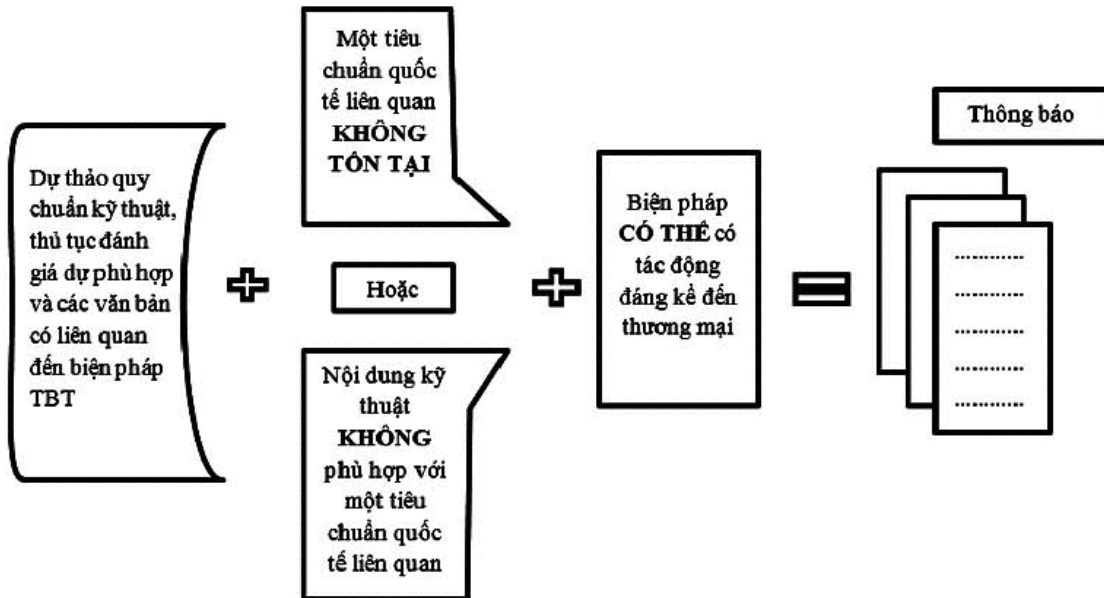 Dự thảo quy
chuẩn kỹ thuật,
thủ tục đánh
giá dự phù hợp
và các văn bản
có liên quan
đến biện pháp
TBT
Một tiêu
chuẩn quốc
tế liên quan
KHÔNG
TỒN TẠI
Hoặc
Nội dung kỹ
thuật
KHÔNG
phù hợp với
một tiêu
chuẩn quốc
tế liên quan
Biện pháp
CÓ THỂ có
tác động
đáng kể đến
thương mại
Thông báo